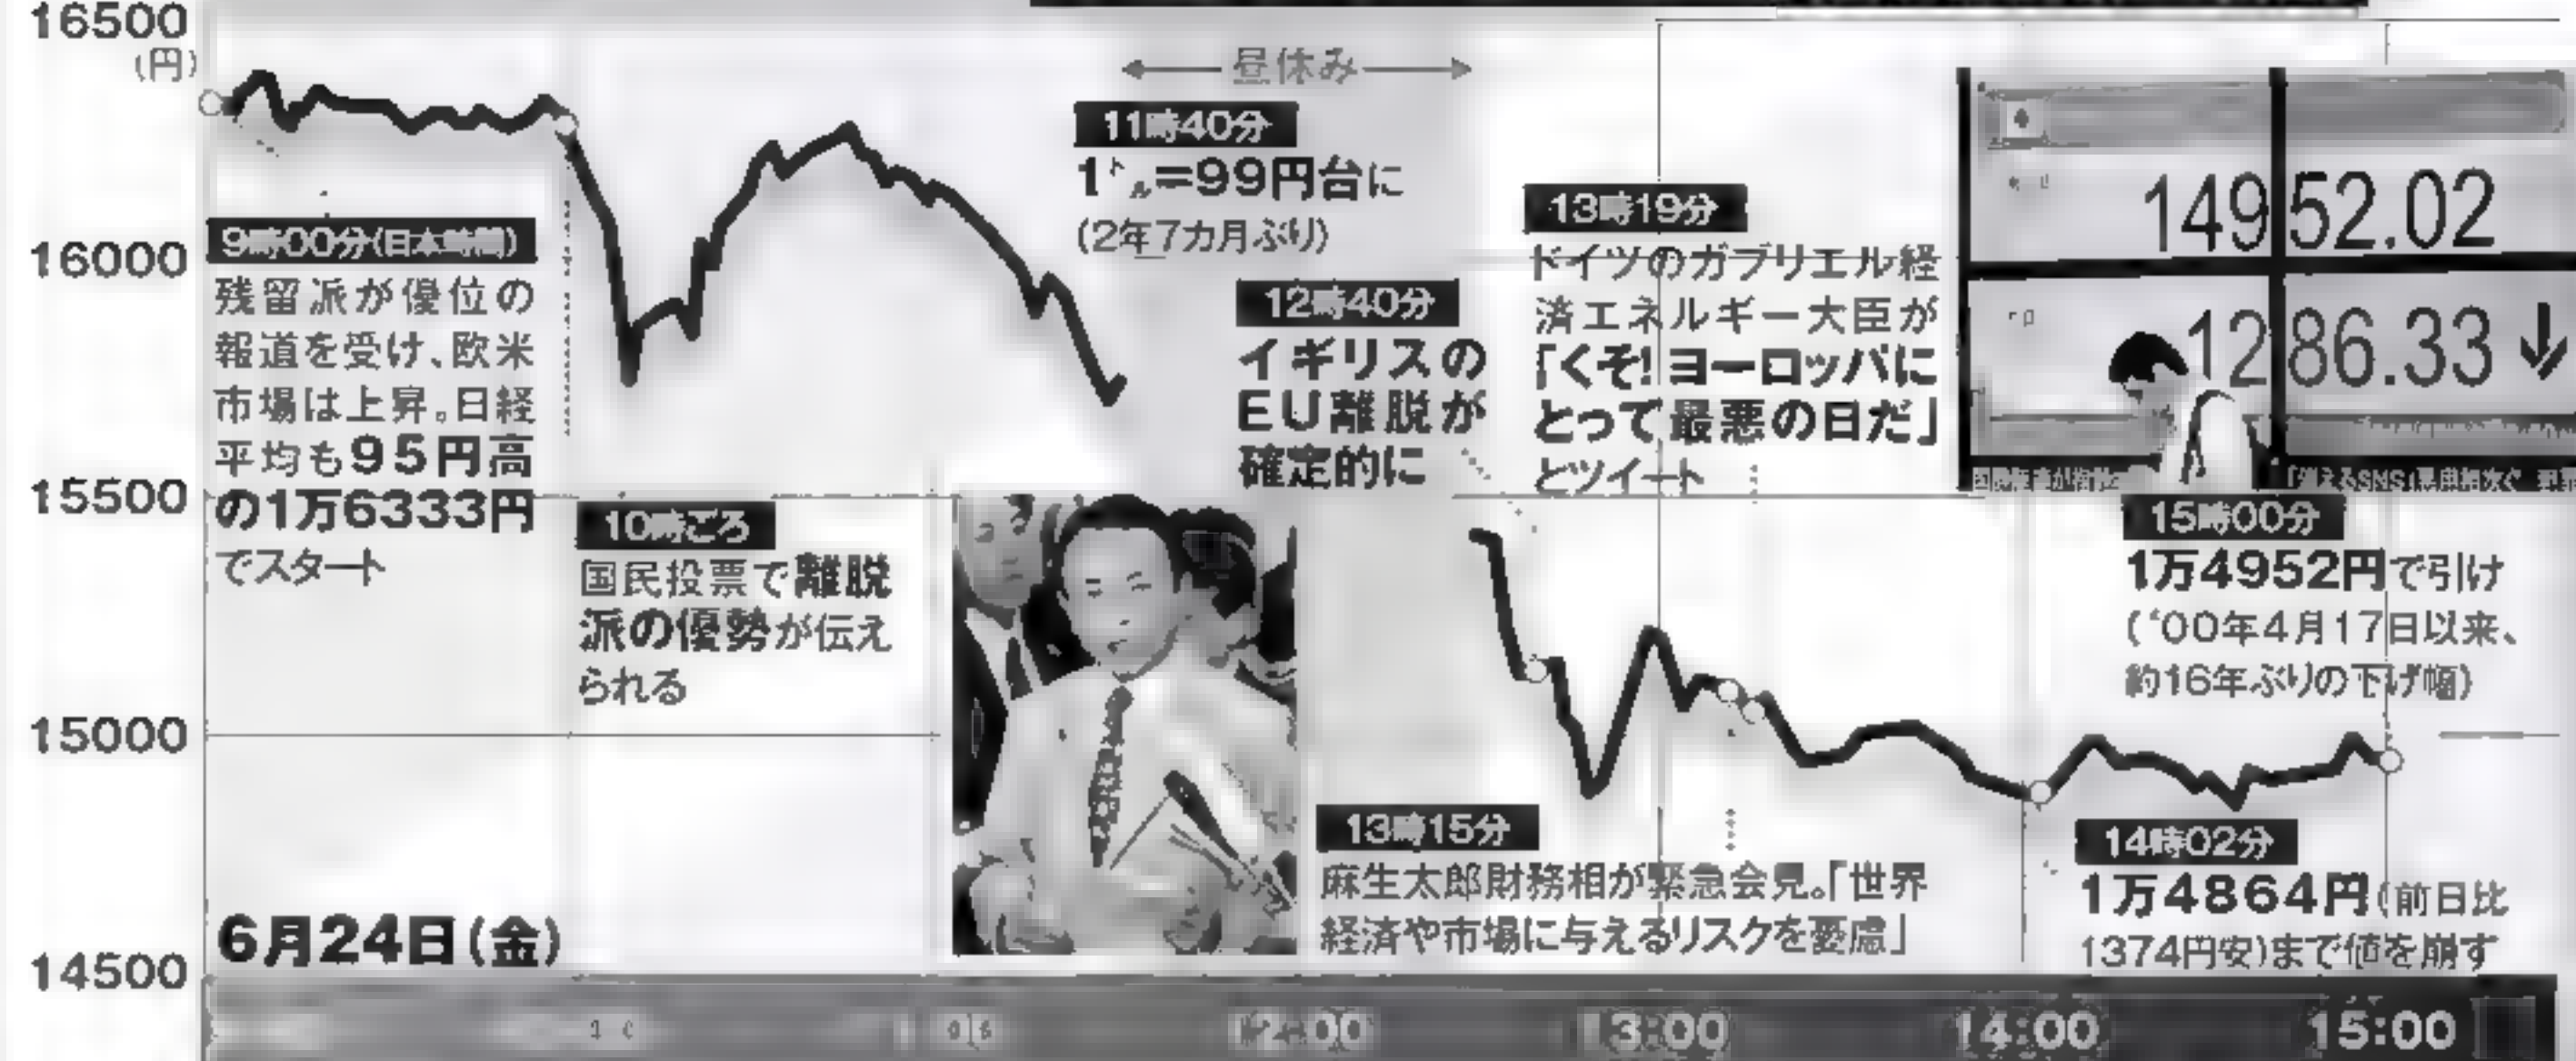 16500
(円)
16000
15500
15000
14500
昼休み
9時00分(日本時間)
残留派が優位の
報道を受け、欧米
市場は上昇。日経
平均も95円高
の1万6333円
でスタート
10時ごろ
国民投票で離脱
派の優勢が伝え
られる
11時40分
1㌦=99円台に
(2年7カ月ぶり)
12時40分
イギリスの
EU離脱が
確定的に
13時15分
麻生太郎財務相が緊急会見。「世界
経済や市場に与えるリスクを憂慮」
13時19分
ドイツのガブリエル経
済エネルギー大臣が
「くそ! ヨーロッパに
とって最悪の日だ」
とツイート
14時02分
1万4864円(前日比
1374円安)まで値を崩す
14952.02
1286.33↓
15時00分
1万4952円で引け
(‘00年4月17日以来、
約16年ぶりの下げ幅)
6月24日(金)
13:00
14:00
15:00